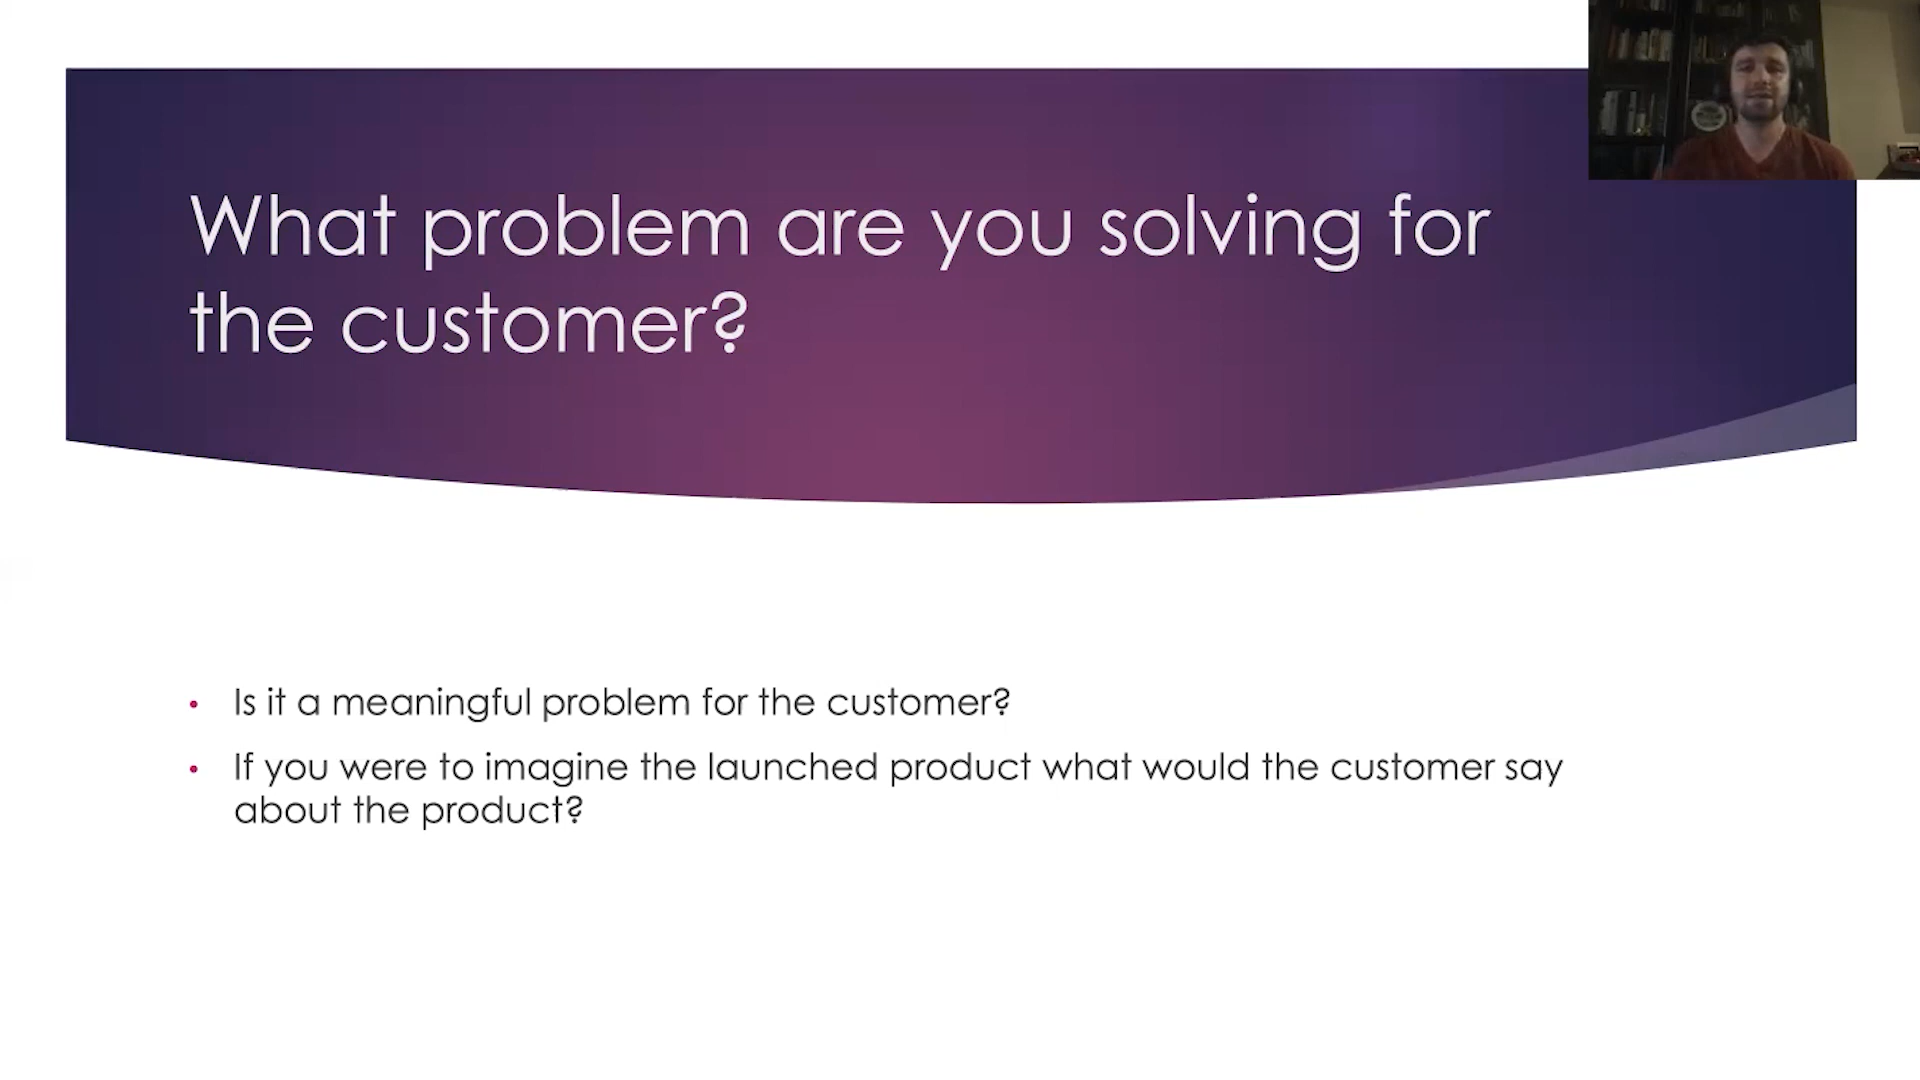 What problem are you solving for
the customer?
• Is it a meaningful problem for the customer?
• If you were to imagine the launched product what would the customer say
about the product?